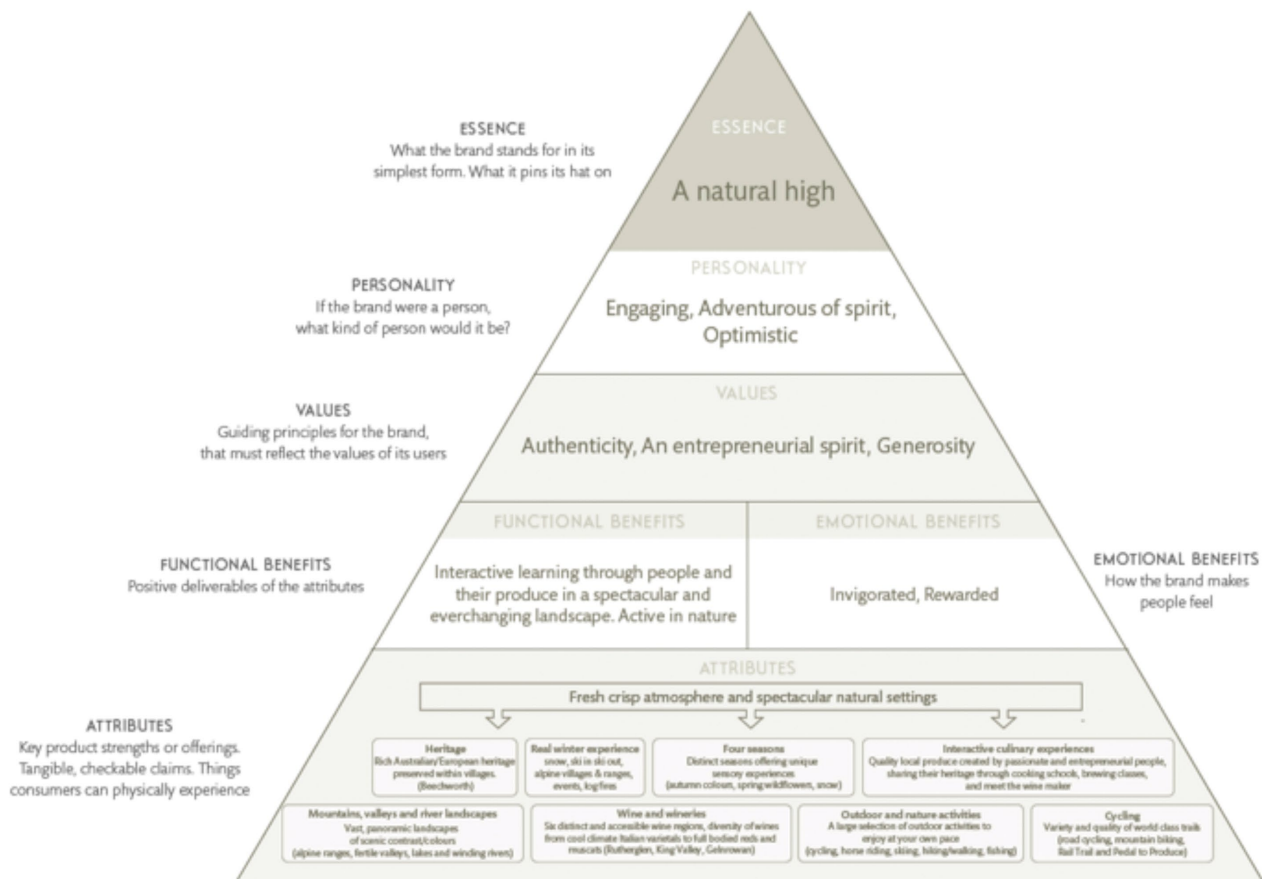 ESSENCE
What the brand stands for in its
simplest form. What it pins its hat on
ESSENCE
A natural high
PERSONALITY
If the brand were a person,
what kind of person would it be?
PERSONALITY
Engaging, Adventurous of spirit,
Optimistic
VALUES
Guiding principles for the brand,
that must reflect the values of its users
VALUES
Authenticity, An entrepreneurial spirit, Generosity
FUNCTIONAL BENEFITS
Positive deliverables of the attributes
FUNCTIONAL BENEFITS
Interactive learning through people and
their produce in a spectacular and
everchanging landscape. Active in nature
EMOTIONAL BENEFITS
Invigorated, Rewarded
EMOTIONAL BENEFITS
How the brand makes
people feel
ATTRIBUTES
Key product strengths or offerings.
Tangible, checkable claims. Things
consumers can physically experience
ATTRIBUTES
Fresh crisp atmosphere and spectacular natural settings
Heritage
Rich Australian/European heritage
preserved within villages.
(Beechworth)
Real winter experience
snow, ski in ski out,
alpine villages & ranges,
events, log fires
Four seasons
Distinct seasons offering unique
sensory experiences
(autumn colours, spring wildflowers, snow)
Interactive culinary experiences
Quality local produce created by passionate and entrepreneurial people,
sharing their heritage through cooking schools, brewing classes,
and meet the wine maker
Mountains, valleys and river landscapes
Vast, panoramic landscapes
of scenic contrast/colours
(alpine ranges, fertile valleys, lakes and winding rivers)
Wine and wineries
Six distinct and accessible wine regions, diversity of wines
from cool climate Italian varietals to full bodied reds and
muscats (Rutherglen, King Valley, Gelnrowan)
Outdoor and nature activities
A large selection of outdoor activities to
enjoy at your own pace
(cycling, horse riding, skiing, hiking/walking, fishing)
Cycling
Variety and quality of world class trails
(road cycling, mountain biking,
Rail Trail and Pedal to Produce)